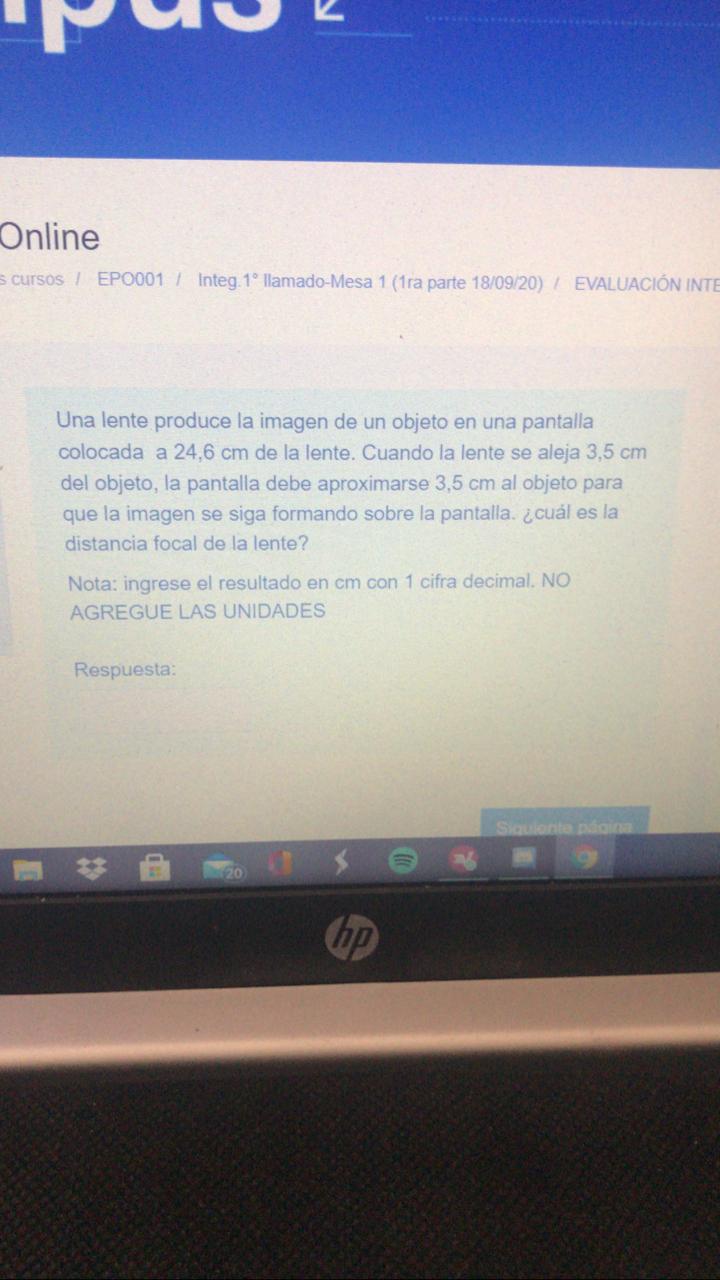 Online
s cursos / EPO001 / Integ.1° llamado-Mesa 1 (1ra parte 18/09/20) / EVALUACIÓN INTE
Una lente produce la imagen de un objeto en una pantalla
colocada a 24,6 cm de la lente. Cuando la lente se aleja 3,5 cm
del objeto, la pantalla debe aproximarse 3,5 cm al objeto para
que la imagen se siga formando sobre la pantalla. ¿cuál es la
distancia focal de la lente?
Nota: ingrese el resultado en cm con 1 cifra decimal. NO
AGREGUE LAS UNIDADES
Respuesta:
Siguiente página
20
hp